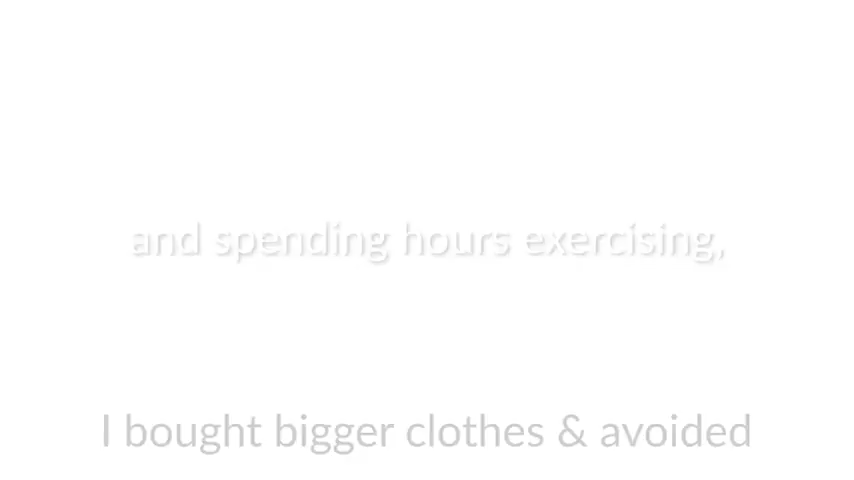 and spending hours exercising,
I bought bigger clothes & avoided